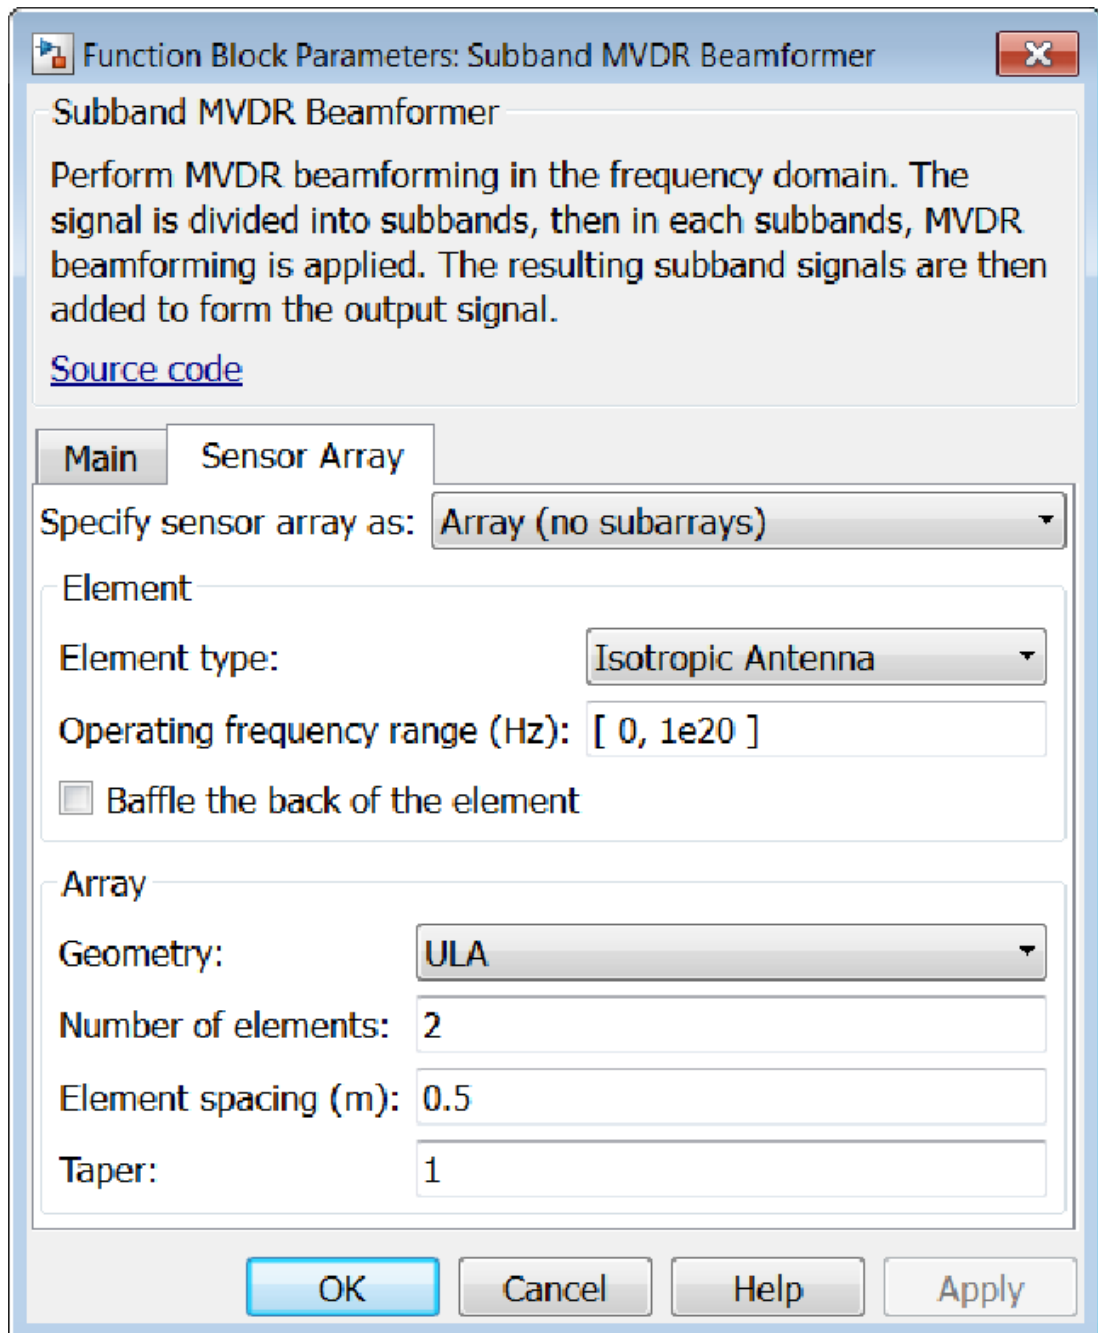 Function Block Parameters: Subband MVDR Beamformer
Subband MVDR Beamformer
Perform MVDR beamforming in the frequency domain. The
signal is divided into subbands, then in each subbands, MVDR
beamforming is applied. The resulting subband signals are then
added to form the output signal.
Source code
Main Sensor Array
Specify sensor array as: Array (no subarrays)
Element
Element type: Isotropic Antenna
Operating frequency range (Hz): [ 0, 1e20 ]
Baffle the back of the element
Array
Geometry: ULA
Number of elements: 2
Element spacing (m): 0.5
Taper: 1
OK Cancel Help Apply